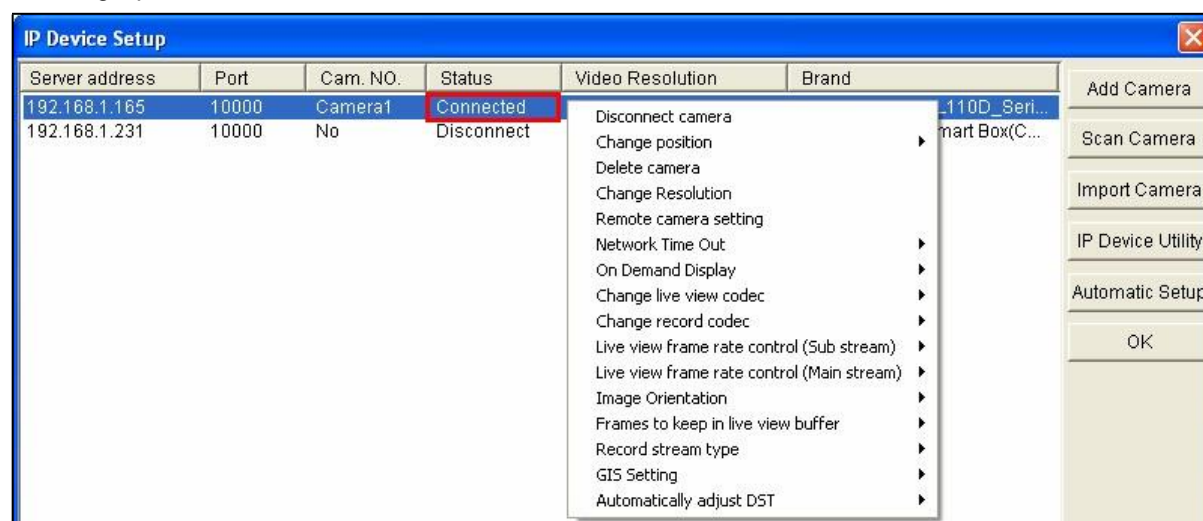 IP Device Setup
Server address Port Cam. NO. Status Video Resolution Brand
192.168.1.165 10000 Camera1 Connected _110D_Seri...
192.168.1.231 10000 No Disconnect mart Box(C...
Disconnect camera
Change position
Delete camera
Change Resolution
Remote camera setting
Network Time Out
On Demand Display
Change live view codec
Change record codec
Live view frame rate control (Sub stream)
Live view frame rate control (Main stream)
Image Orientation
Frames to keep in live view buffer
Record stream type
GIS Setting
Automatically adjust DST
Add Camera
Scan Camera
Import Camera
IP Device Utility
Automatic Setup
OK